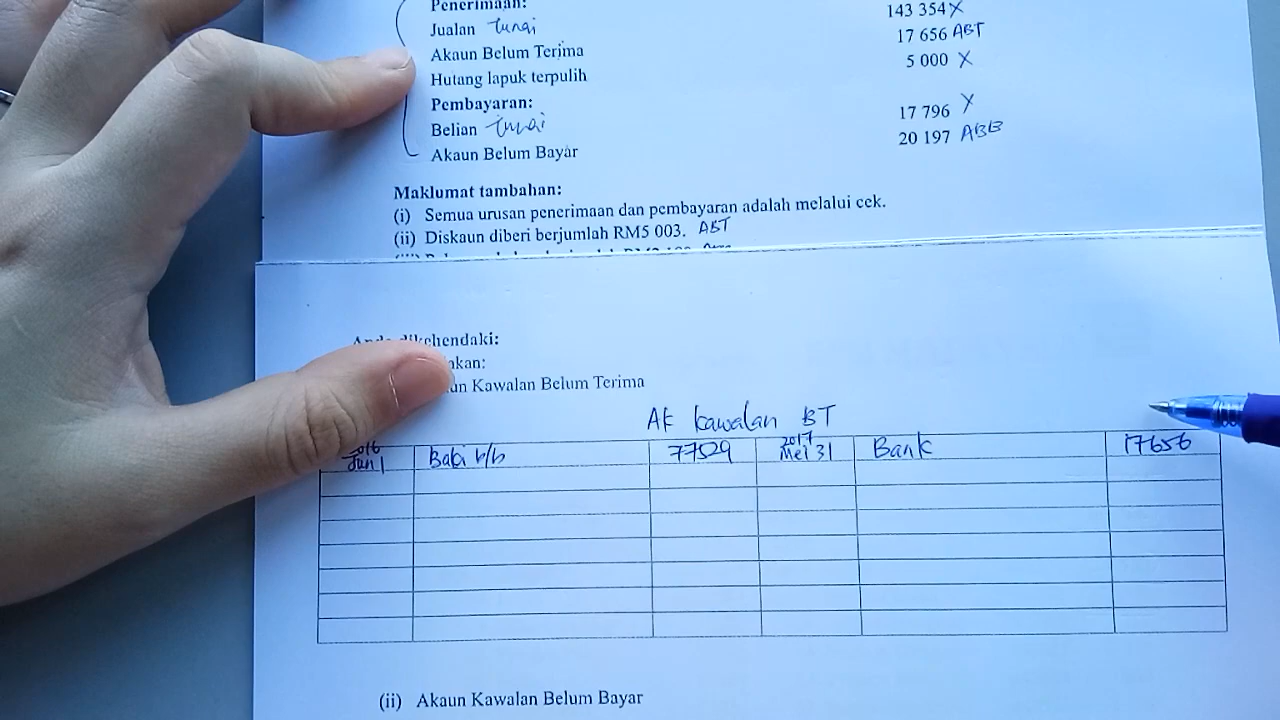 Penerimaan:
Jualan tunai 143 354 X
Akaun Belum Terima 17 656 ABT
Hutang lapuk terpulih 5 000 X
Pembayaran:
Belian tunai 17 796 X
Akaun Belum Bayar 20 197 ABB
Maklumat tambahan:
(i) Semua urusan penerimaan dan pembayaran adalah melalui cek.
(ii) Diskaun diberi berjumlah RM5 003. ABT
dikehendaki:
Kawalan Belum Terima
Ak kawalan BT
2016 2017
Jun 1 Baki b/b 77529 Mei 31 Bank 17656
(ii) Akaun Kawalan Belum Bayar